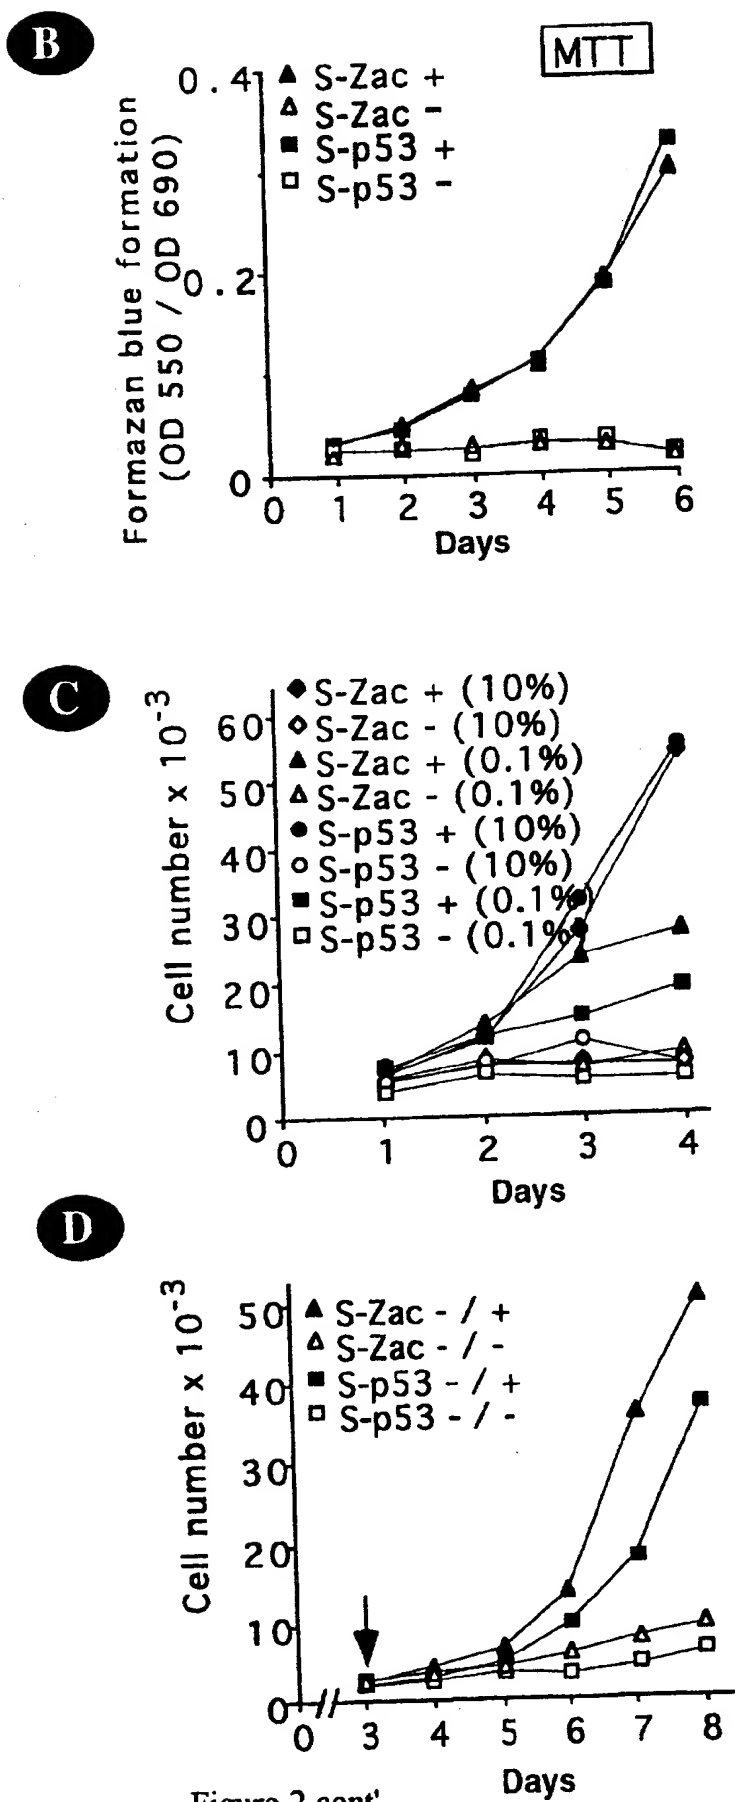 B
MTT
0.4
S-Zac +
S-Zac -
S-p53 +
S-p53 -
Formazan blue formation
(OD 550 / OD 690)
0.2
0
0 1 2 3 4 5 6
Days
C
S-Zac + (10%)
S-Zac - (10%)
S-Zac + (0.1%)
S-Zac - (0.1%)
S-p53 + (10%)
S-p53 - (10%)
S-p53 + (0.1%)
S-p53 - (0.1%
Cell number x 10-3
60
50
40
30
20
10
0
0 1 2 3 4
Days
D
S-Zac - / +
S-Zac - / -
S-p53 - / +
S-p53 - / -
Cell number x 10-3
50
40
30
20
10
0
0 3 4 5 6 7 8
Days
Figure 2 cont'